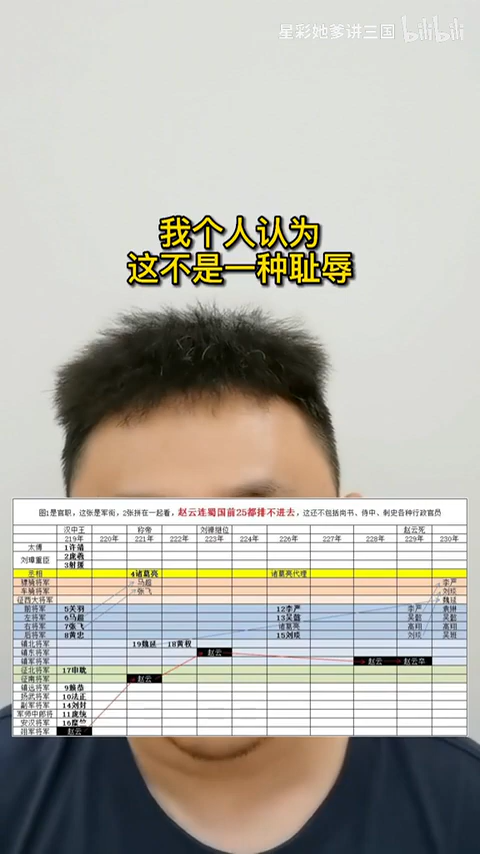 星彩她爹讲三国 bilibili
我个人认为
这不是一种耻辱
图1是官职，这张是军衔，2张拼在一起看，赵云连蜀国前25都排不进去，这还不包括尚书、侍中、刺史各种行政官员
汉中王 称帝 刘禅继位 赵云死
219年 220年 221年 222年 223年 224年 225年 226年 227年 228年 229年 230年
太傅 1许靖
刘璋重臣 2庞羲
3射援
丞相 4诸葛亮 诸葛亮代理
骠骑将军 马超 李严
车骑将军 张飞 刘琰
征西大将军 魏延
前将军 5关羽 12李严 李严 袁琳
左将军 6马超 13吴懿 吴懿 吴懿
右将军 7张飞 诸葛亮 高翔 高翔
后将军 8黄忠 15刘琰 刘琰 吴班
镇北将军 19魏延 18黄权
镇东将军 赵云
镇军将军 赵云 赵云卒
征北将军 17申耽
征南将军 赵云
镇远将军 9赖恭
扬武将军 10法正
副军将军 14刘封
军师中郎将 11庞统
安汉将军 16糜竺
翊军将军 赵云